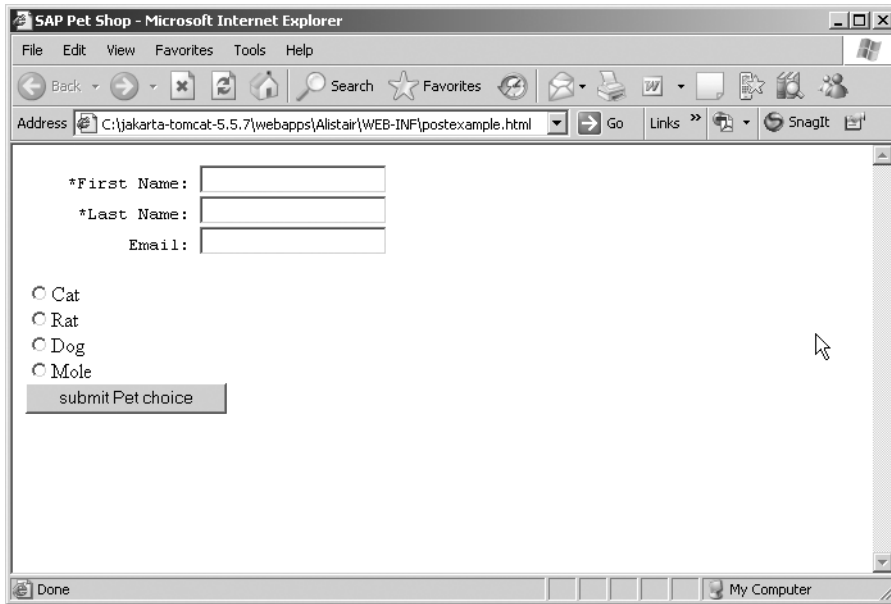 SAP Pet Shop - Microsoft Internet Explorer
File Edit View Favorites Tools Help
Back Search Favorites
Address C:\jakarta-tomcat-5.5.7\webapps\Alistair\WEB-INF\postexample.html Go Links » SnagIt
*First Name:
*Last Name:
Email:
Cat
Rat
Dog
Mole
submit Pet choice
Done My Computer